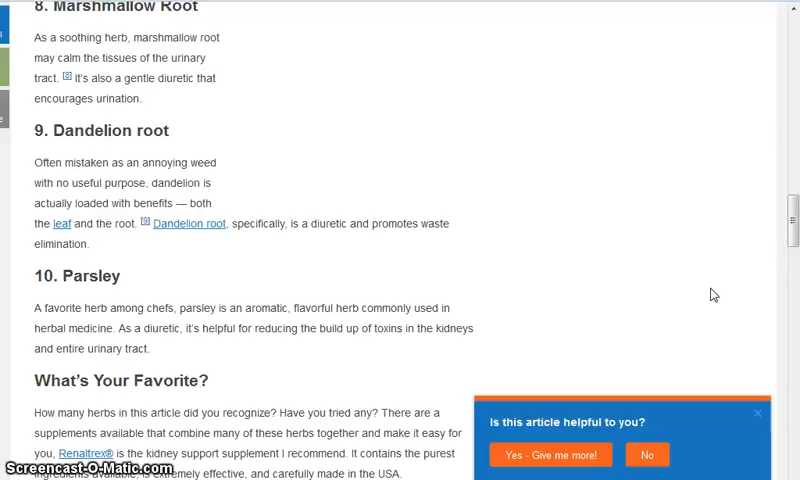 8. Marshmallow Root
As a soothing herb, marshmallow root
may calm the tissues of the urinary
tract. [8] It's also a gentle diuretic that
encourages urination.
9. Dandelion root
Often mistaken as an annoying weed
with no useful purpose, dandelion is
actually loaded with benefits — both
the leaf and the root. [9] Dandelion root, specifically, is a diuretic and promotes waste
elimination.
10. Parsley
A favorite herb among chefs, parsley is an aromatic, flavorful herb commonly used in
herbal medicine. As a diuretic, it's helpful for reducing the build up of toxins in the kidneys
and entire urinary tract.
What's Your Favorite?
How many herbs in this article did you recognize? Have you tried any? There are a
supplements available that combine many of these herbs together and make it easy for
you, Renaltrex® is the kidney support supplement I recommend. It contains the purest
ingredients available, is extremely effective, and carefully made in the USA.
Is this article helpful to you?
×
Yes - Give me more!
No
Screencast-O-Matic.com